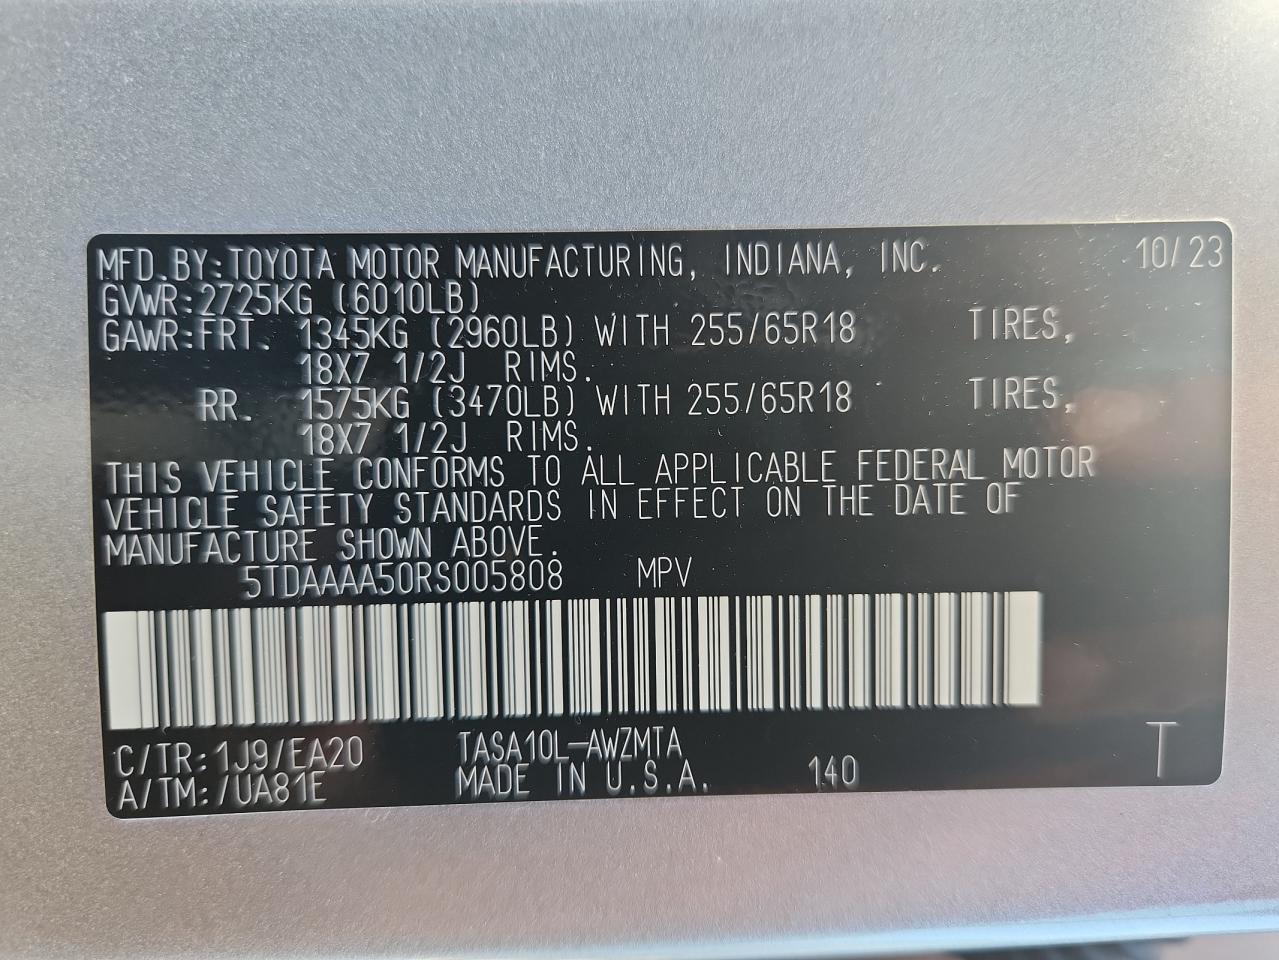 MFD.BY:TOYOTA MOTOR MANUFACTURING, INDIANA, INC. 10/23
GVWR:2725KG (6010LB)
GAWR:FRT. 1345KG (2960LB) WITH 255/65R18 TIRES,
18X7 1/2J RIMS.
RR. 1575KG (3470LB) WITH 255/65R18 TIRES,
18X7 1/2J RIMS.
THIS VEHICLE CONFORMS TO ALL APPLICABLE FEDERAL MOTOR
VEHICLE SAFETY STANDARDS IN EFFECT ON THE DATE OF
MANUFACTURE SHOWN ABOVE.
5TDAAAA50RS005808 MPV
C/TR:1J9/EA20 TASA10L-AWZMTA T
A/TM:/UA81E MADE IN U.S.A. 140